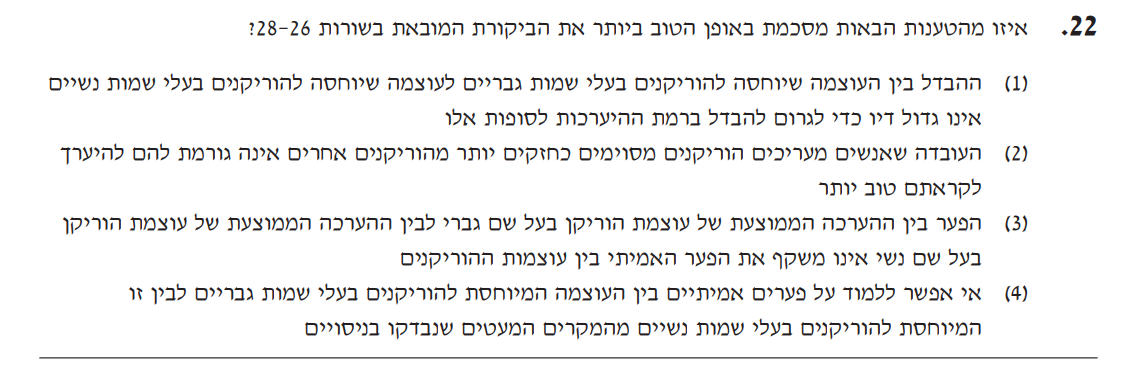 22. איזו מהטענות הבאות מסכמת באופן הטוב ביותר את הביקורת המובאת בשורות 26-28?
(1) ההבדל בין העוצמה שיוחסה להוריקנים בעלי שמות גבריים לעוצמה שיוחסה להוריקנים בעלי שמות נשיים
אינו גדול דיו כדי לגרום להבדל ברמת ההיערכות לסופות אלו
(2) העובדה שאנשים מעריכים הוריקנים מסוימים כחזקים יותר מהוריקנים אחרים אינה גורמת להם להיערך
לקראתם טוב יותר
(3) הפער בין ההערכה הממוצעת של עוצמת הוריקן בעל שם גברי לבין ההערכה הממוצעת של עוצמת הוריקן
בעל שם נשי אינו משקף את הפער האמיתי בין עוצמות ההוריקנים
(4) אי אפשר ללמוד על פערים אמיתיים בין העוצמה המיוחסת להוריקנים בעלי שמות גבריים לבין זו
המיוחסת להוריקנים בעלי שמות נשיים מהמקרים המעטים שנבדקו בניסויים